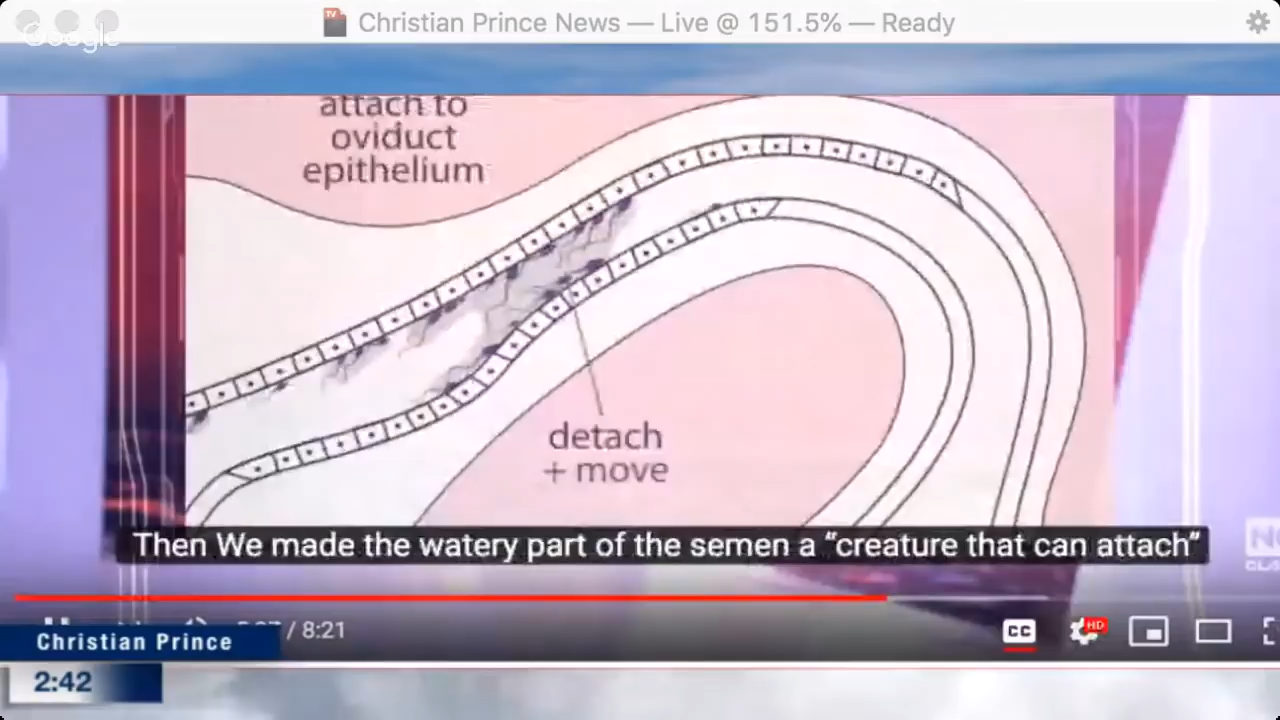 Christian Prince News — Live @ 151.5% — Ready
Google
attach to
oviduct
epithelium
detach
+ move
Then We made the watery part of the semen a “creature that can attach”
/ 8:21
CC
HD
Christian Prince
2:42